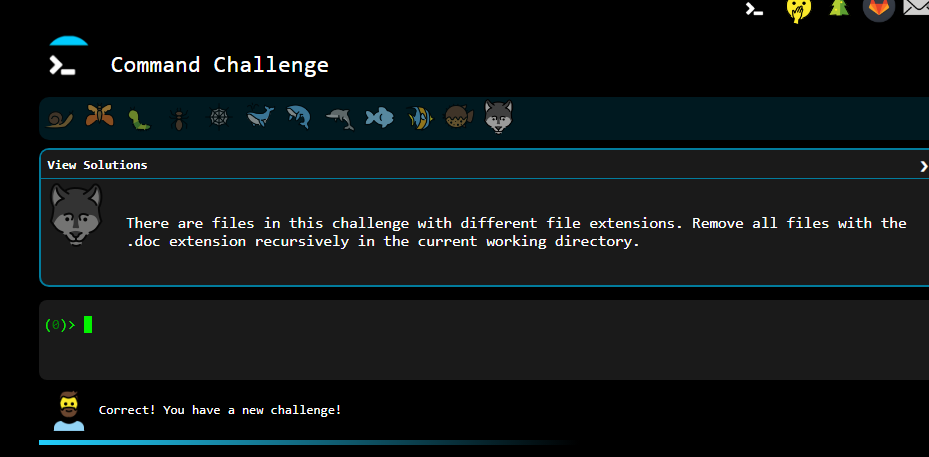 Command Challenge
View Solutions
There are files in this challenge with different file extensions. Remove all files with the
.doc extension recursively in the current working directory.
(0)>
Correct! You have a new challenge!